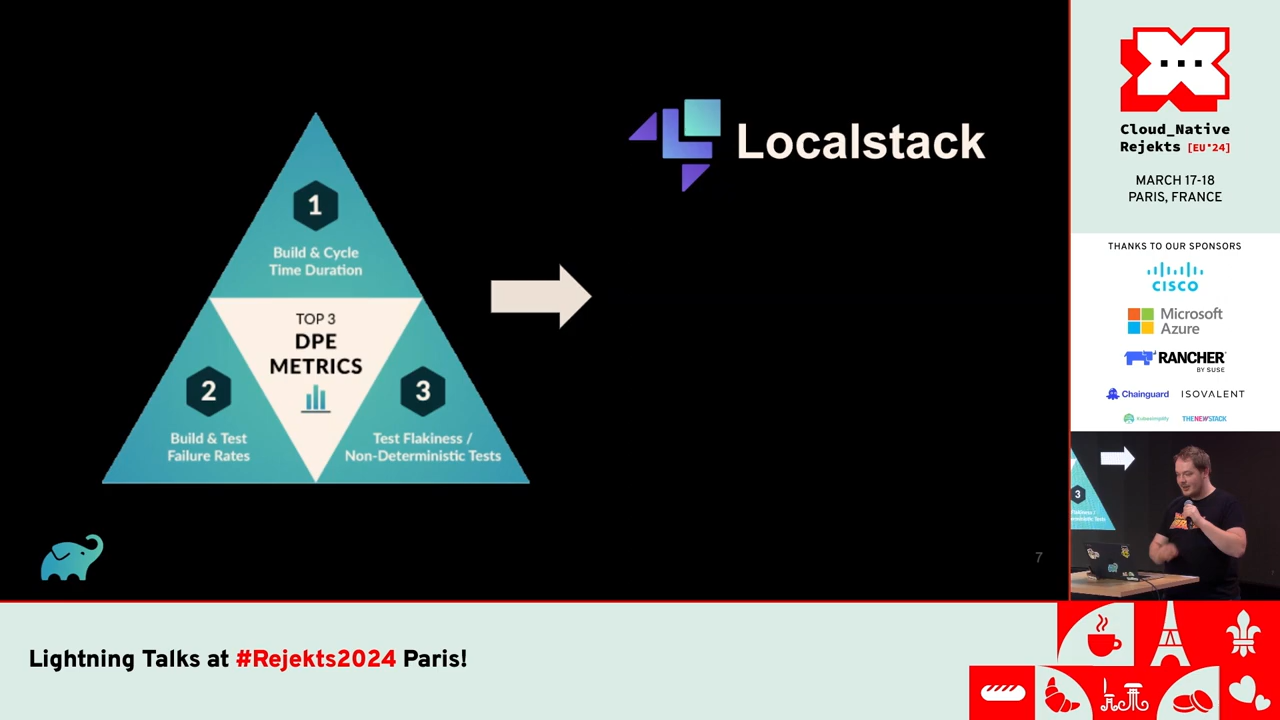 1
Build & Cycle
Time Duration
TOP 3
DPE
METRICS
2
Build & Test
Failure Rates
3
Test Flakiness /
Non-Deterministic Tests
Localstack
7
Cloud_Native
Rejekts [EU'24]
MARCH 17-18
PARIS, FRANCE
THANKS TO OUR SPONSORS
CISCO
Microsoft
Azure
RANCHER
BY SUSE
Chainguard
ISOVALENT
Kubesimplify
THENEWSTACK
3
Lightning Talks at #Rejekts2024 Paris!